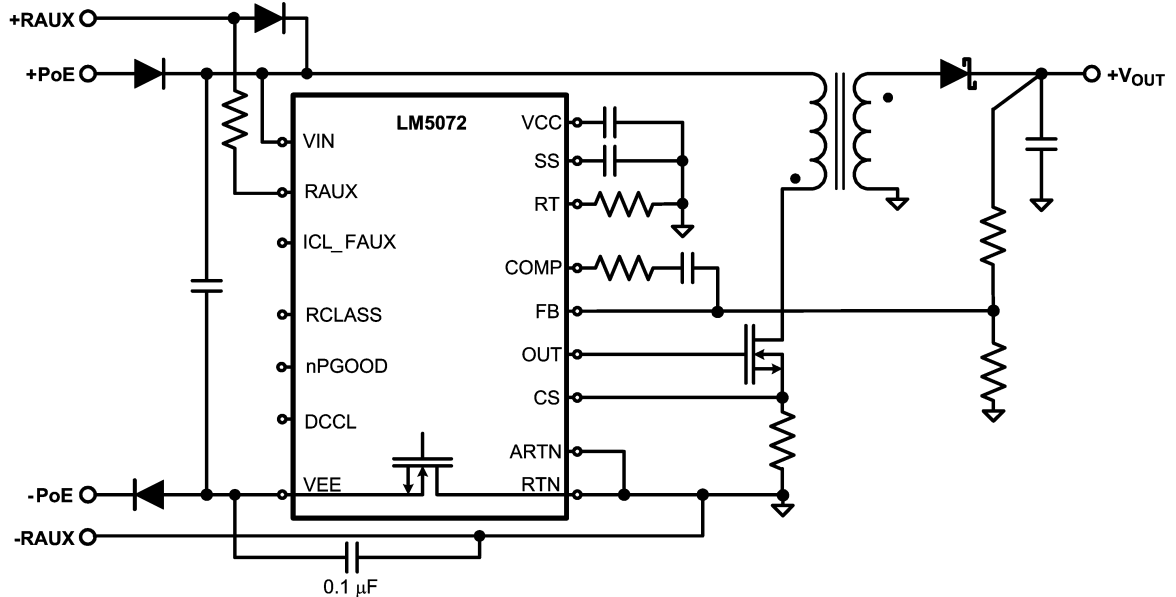 +RAUX
+PoE
+VOUT
LM5072
VIN
RAUX
ICL_FAUX
RCLASS
nPGOOD
DCCL
VEE
VCC
SS
RT
COMP
FB
OUT
CS
ARTN
RTN
-PoE
-RAUX
0.1 μF